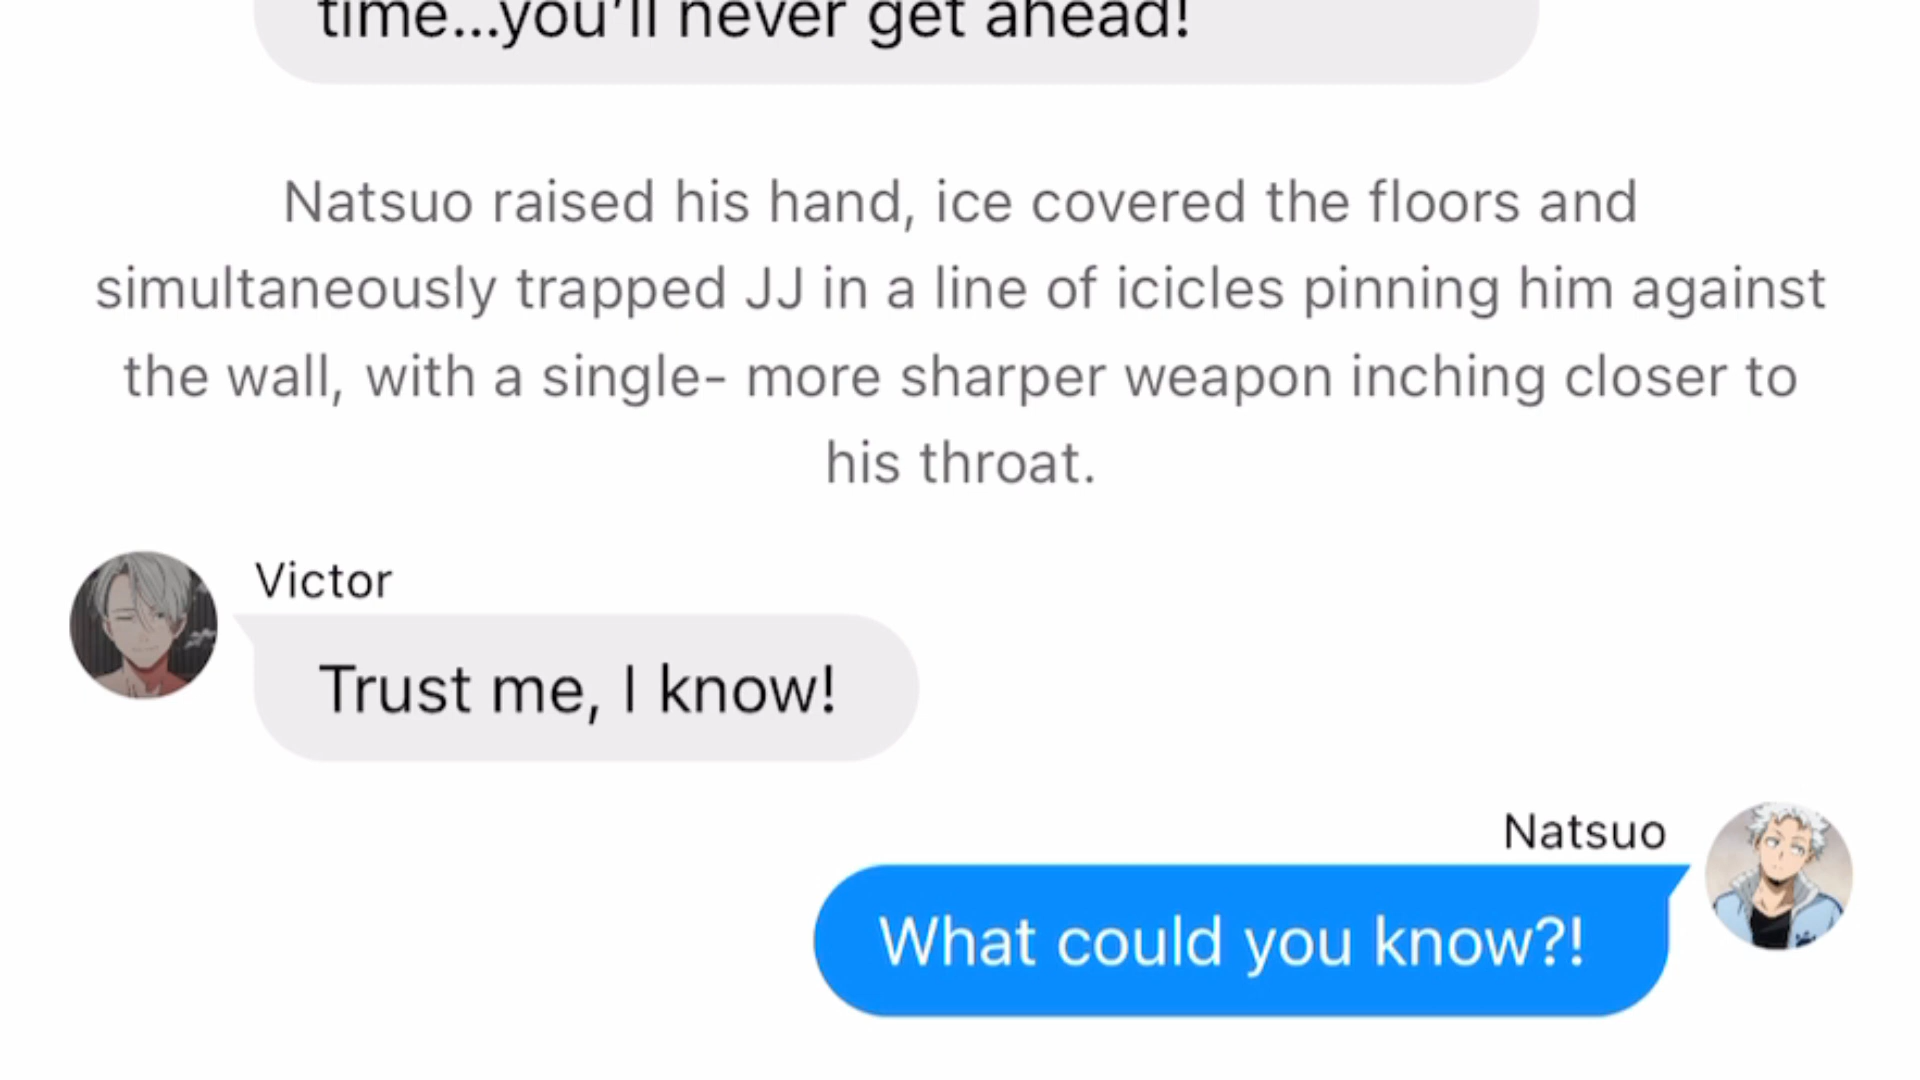 time...you'll never get ahead!
Natsuo raised his hand, ice covered the floors and
simultaneously trapped JJ in a line of icicles pinning him against
the wall, with a single- more sharper weapon inching closer to
his throat.
Victor
Trust me, I know!
Natsuo
What could you know?!